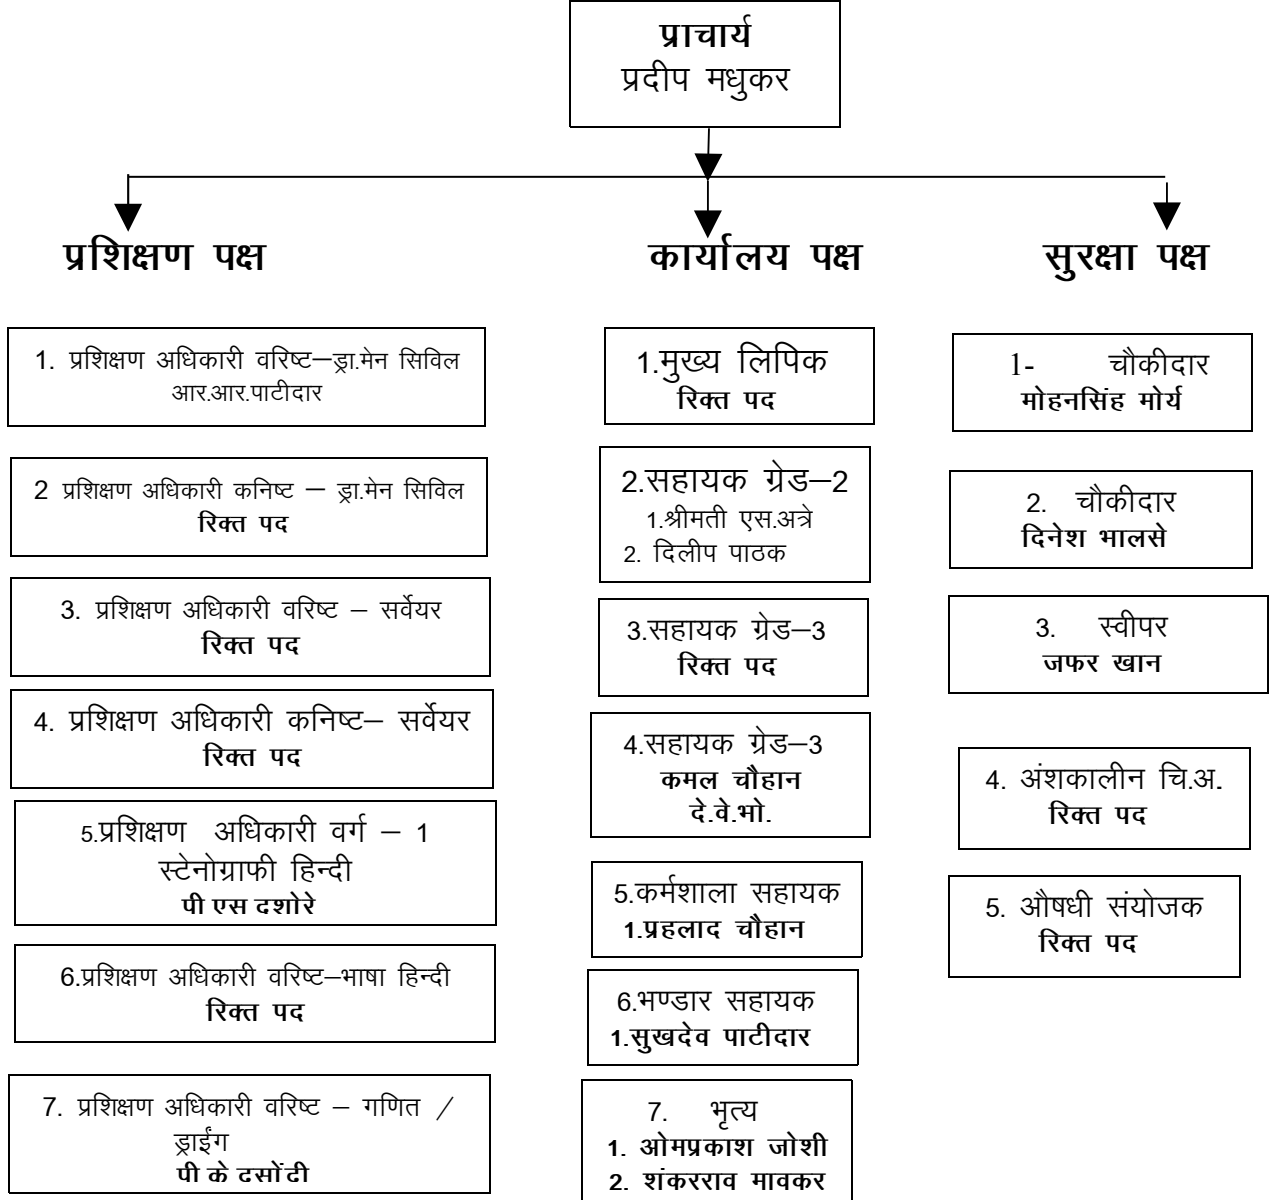 प्राचार्य
प्रदीप मधुकर
प्रशिक्षण पक्ष
1. प्रशिक्षण अधिकारी वरिष्ट–ड्रा.मेन सिविल
आर.आर.पाटीदार
2 प्रशिक्षण अधिकारी कनिष्ट – ड्रा.मेन सिविल
रिक्त पद
3. प्रशिक्षण अधिकारी वरिष्ट – सर्वेयर
रिक्त पद
4. प्रशिक्षण अधिकारी कनिष्ट– सर्वेयर
रिक्त पद
5.प्रशिक्षण अधिकारी वर्ग – 1
स्टेनोग्राफी हिन्दी
पी एस दशोरे
6.प्रशिक्षण अधिकारी वरिष्ट–भाषा हिन्दी
रिक्त पद
7. प्रशिक्षण अधिकारी वरिष्ट – गणित /
ड्राईंग
पी के दसोंदी
कार्यालय पक्ष
1.मुख्य लिपिक
रिक्त पद
2.सहायक ग्रेड–2
1.श्रीमती एस.अत्रे
2. दिलीप पाठक
3.सहायक ग्रेड–3
रिक्त पद
4.सहायक ग्रेड–3
कमल चौहान
दे.वे.भो.
5.कर्मशाला सहायक
1.प्रहलाद चौहान
6.भण्डार सहायक
1.सुखदेव पाटीदार
7. भृत्य
1. ओमप्रकाश जोशी
2. शंकरराव मावकर
सुरक्षा पक्ष
1- चौकीदार
मोहनसिंह मोर्य
2. चौकीदार
दिनेश भालसे
3. स्वीपर
जफर खान
4. अंशकालीन चि.अ.
रिक्त पद
5. औषधी संयोजक
रिक्त पद